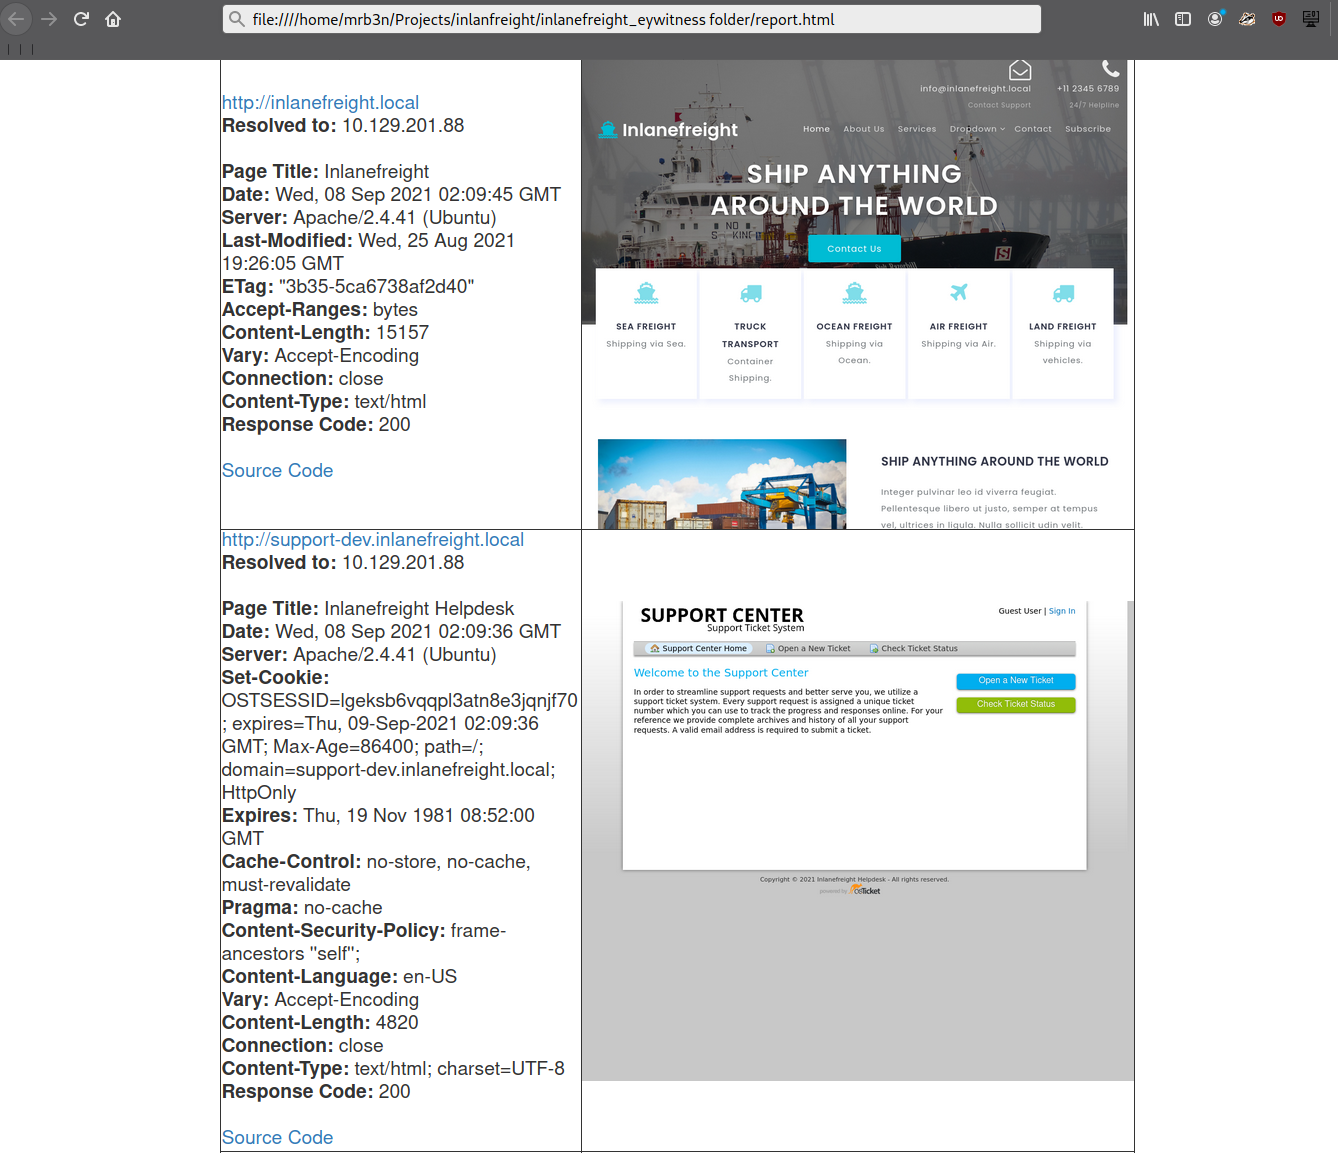 file:////home/mrb3n/Projects/inlanfreight/inlanefreight_eywitness folder/report.html
http://inlanefreight.local
Resolved to: 10.129.201.88
Page Title: Inlanefreight
Date: Wed, 08 Sep 2021 02:09:45 GMT
Server: Apache/2.4.41 (Ubuntu)
Last-Modified: Wed, 25 Aug 2021
19:26:05 GMT
ETag: "3b35-5ca6738af2d40"
Accept-Ranges: bytes
Content-Length: 15157
Vary: Accept-Encoding
Connection: close
Content-Type: text/html
Response Code: 200
Source Code
info@inlanefreight.local
Contact Support
+11 2345 6789
24/7 Helpline
Inlanefreight
Home About Us Services Dropdown Contact Subscribe
SHIP ANYTHING
AROUND THE WORLD
Contact Us
SEA FREIGHT
Shipping via Sea.
TRUCK
TRANSPORT
Container
Shipping.
OCEAN FREIGHT
Shipping via
Ocean.
AIR FREIGHT
Shipping via Air.
LAND FREIGHT
Shipping via
vehicles.
SHIP ANYTHING AROUND THE WORLD
Integer pulvinar leo id viverra feugiat.
Pellentesque libero ut justo, semper at tempus
vel, ultrices in ligula. Nulla sollicit udin velit.
http://support-dev.inlanefreight.local
Resolved to: 10.129.201.88
Page Title: Inlanefreight Helpdesk
Date: Wed, 08 Sep 2021 02:09:36 GMT
Server: Apache/2.4.41 (Ubuntu)
Set-Cookie:
OSTSESSID=lgeksb6vqqpl3atn8e3jqnjf70
; expires=Thu, 09-Sep-2021 02:09:36
GMT; Max-Age=86400; path=/;
domain=support-dev.inlanefreight.local;
HttpOnly
Expires: Thu, 19 Nov 1981 08:52:00
GMT
Cache-Control: no-store, no-cache,
must-revalidate
Pragma: no-cache
Content-Security-Policy: frame-
ancestors "self";
Content-Language: en-US
Vary: Accept-Encoding
Content-Length: 4820
Connection: close
Content-Type: text/html; charset=UTF-8
Response Code: 200
Source Code
SUPPORT CENTER
Support Ticket System
Guest User | Sign In
Support Center Home Open a New Ticket Check Ticket Status
Welcome to the Support Center
In order to streamline support requests and better serve you, we utilize a
support ticket system. Every support request is assigned a unique ticket
number which you can use to track the progress and responses online. For your
reference we provide complete archives and history of all your support
requests. A valid email address is required to submit a ticket.
Open a New Ticket
Check Ticket Status
Copyright © 2021 Inlanefreight Helpdesk - All rights reserved.
powered by osTicket